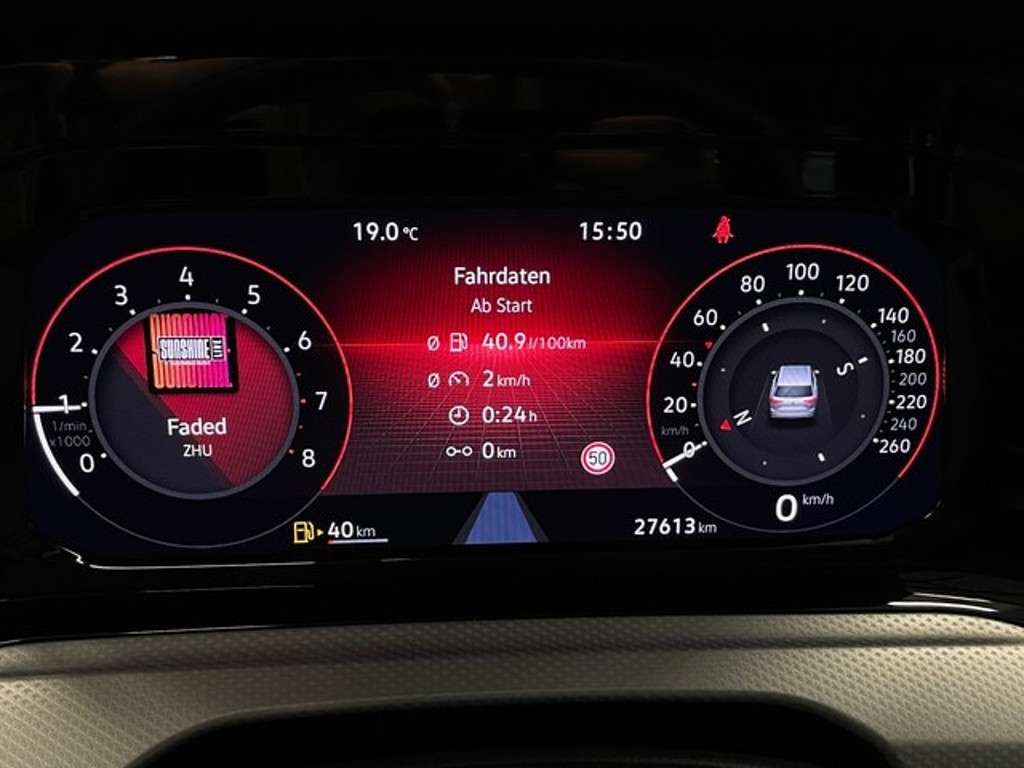 19.0 °C
15:50
Fahrdaten
Ab Start
Ø 40.9 l/100km
Ø 2 km/h
0:24 h
0 km
50
0
1
2
3
4
5
6
7
8
1/min
x1000
SUNSHINE
LIVE
Faded
ZHU
0
20
40
60
80
100
120
140
160
180
200
220
240
260
km/h
N
S
0 km/h
40 km
27613 km